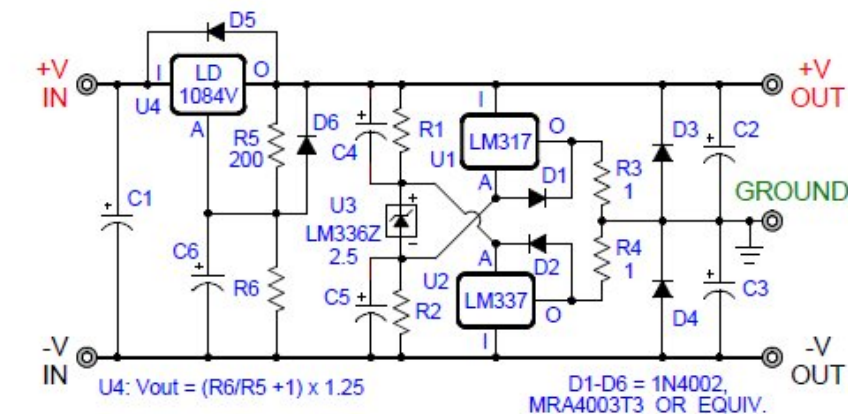 D5
+V
IN
I
LD
1084V
O
U4
A
+V
OUT
R5
200
D6
C4
R1
I
LM317
O
U1
A
D1
D3
C2
R3
1
C1
U3
LM336Z
2.5
GROUND
C6
R6
C5
R2
U2
A
D2
LM337
O
I
R4
1
D4
C3
-V
IN
-V
OUT
U4: Vout = (R6/R5 +1) x 1.25
D1-D6 = 1N4002,
MRA4003T3 OR EQUIV.